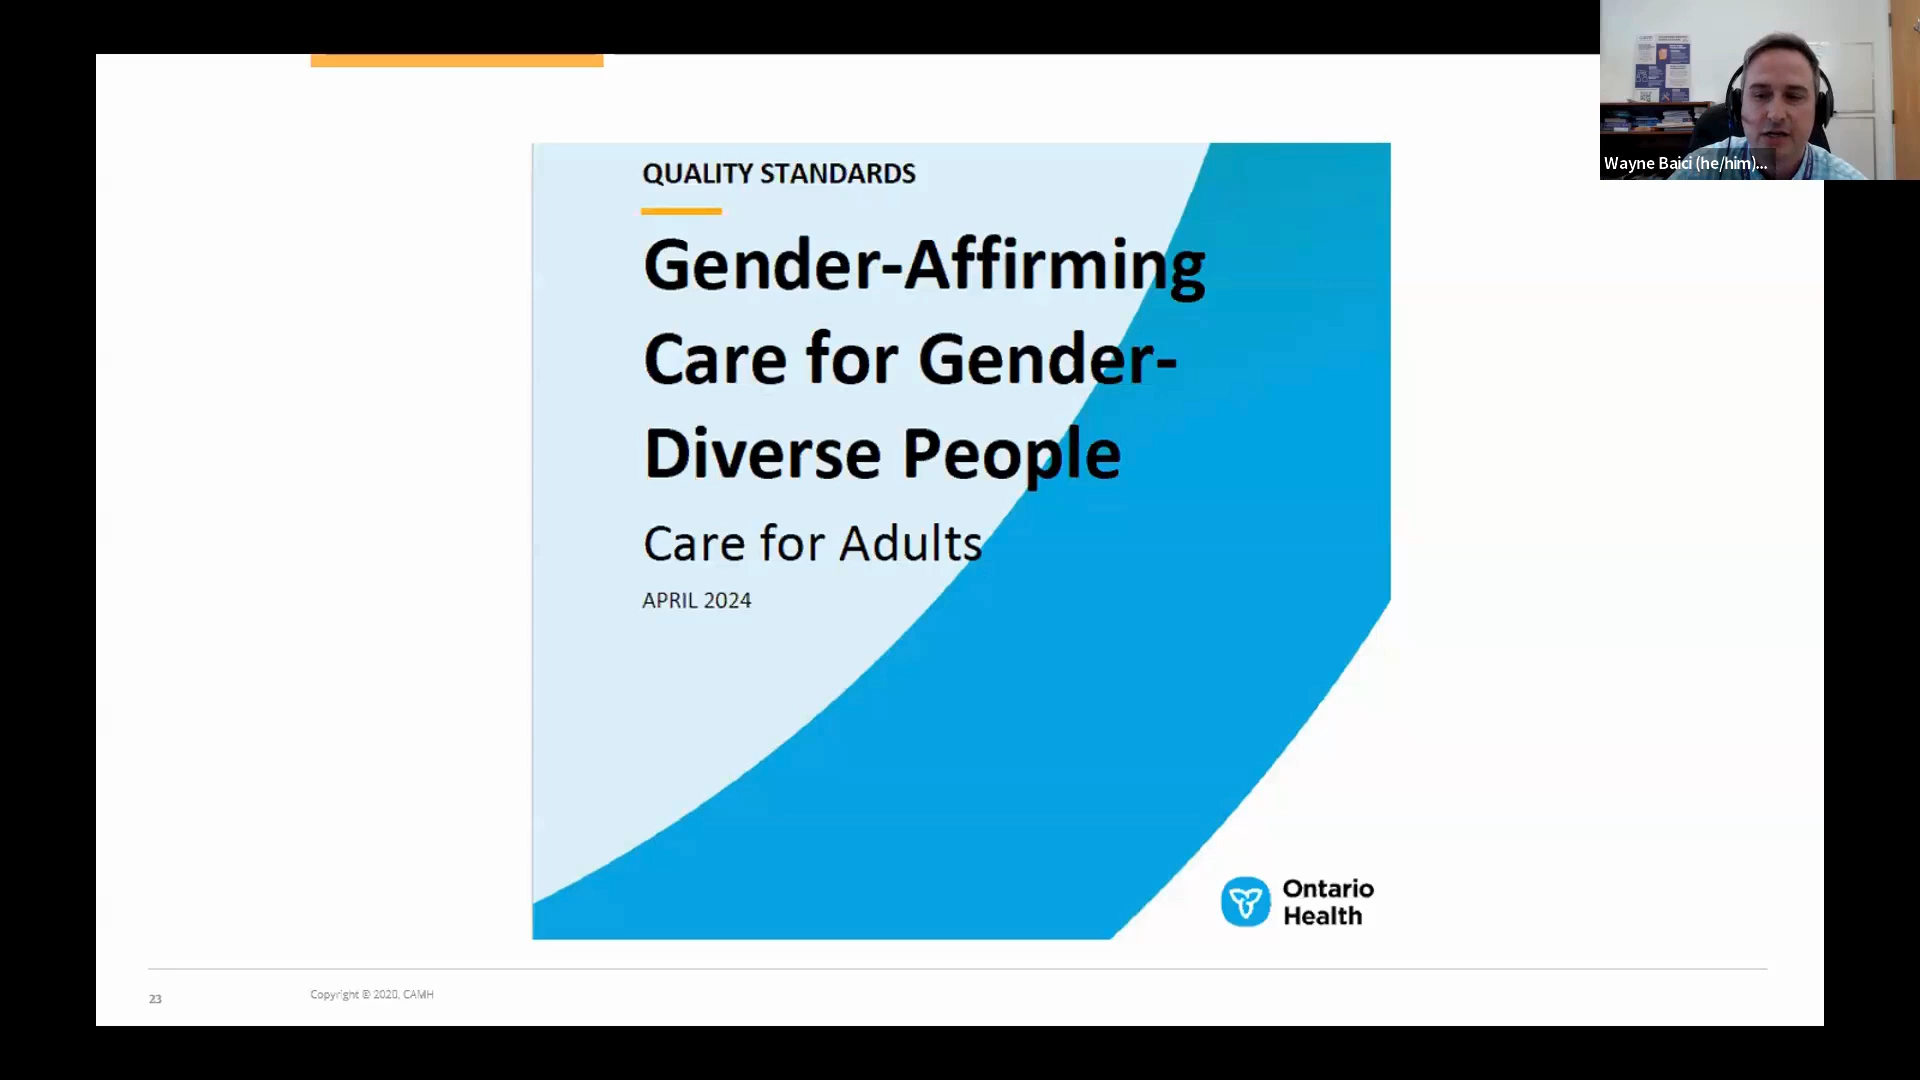 QUALITY STANDARDS
Gender-Affirming
Care for Gender-
Diverse People
Care for Adults
APRIL 2024
Ontario
Health
23
Copyright © 2020, CAMH
Wayne Baici (he/him)...